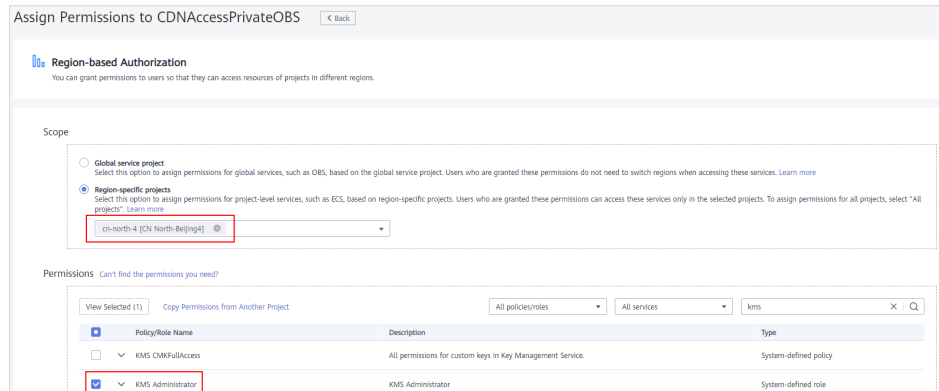 Assign Permissions to CDNAccessPrivateOBS < Back
Region-based Authorization
You can grant permissions to users so that they can access resources of projects in different regions.
Scope
Global service project
Select this option to assign permissions for global services, such as OBS, based on the global service project. Users who are granted these permissions do not need to switch regions when accessing these services. Learn more
Region-specific projects
Select this option to assign permissions for project-level services, such as ECS, based on region-specific projects. Users who are granted these permissions can access these services only in the selected projects. To assign permissions for all projects, select "All
projects". Learn more
cn-north-4 [CN North-Beijing4]
Permissions Can't find the permissions you need?
View Selected (1) Copy Permissions from Another Project All policies/roles All services kms
Policy/Role Name Description Type
KMS CMKFullAccess All permissions for custom keys in Key Management Service. System-defined policy
KMS Administrator KMS Administrator System-defined role